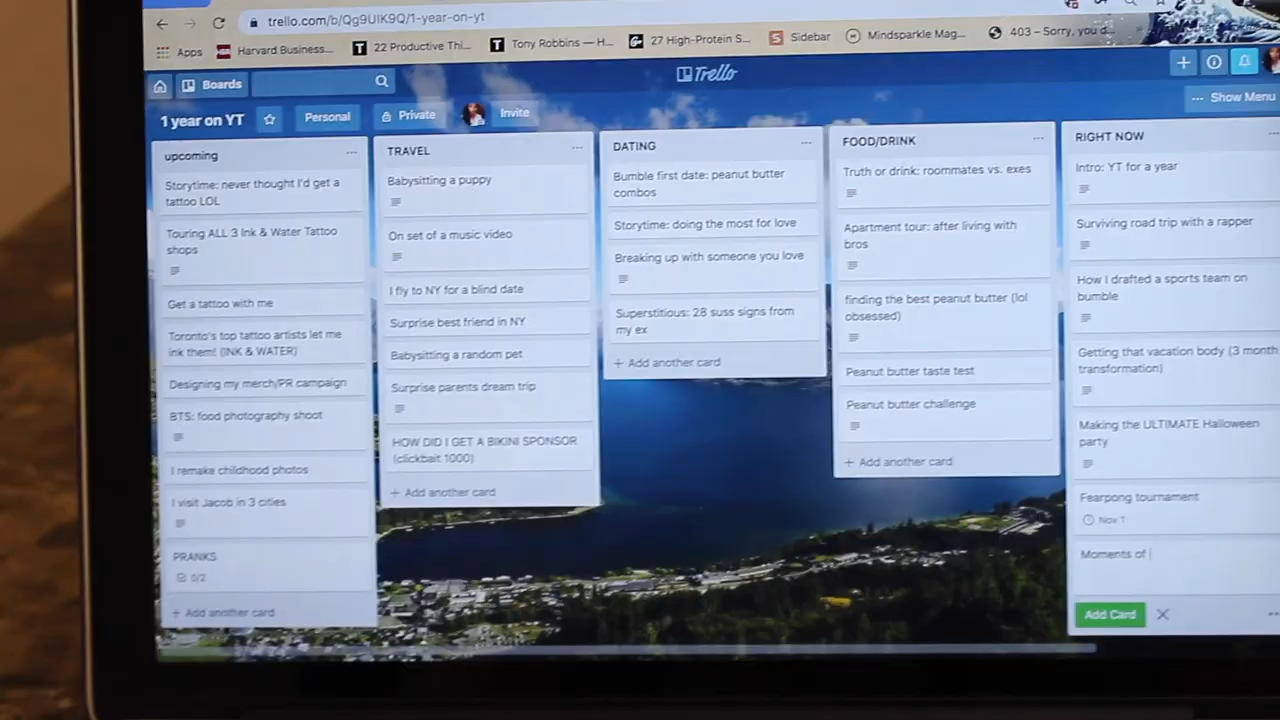 trello.com/b/Qg9UIK9Q/1-year-on-yt
Apps
Harvard Business...
22 Productive Thi...
Tony Robbins — H...
27 High-Protein S...
Sidebar
Mindsparkle Mag...
403 – Sorry, you d...
Boards
Trello
1 year on YT
Personal
Private
Invite
... Show Menu
upcoming
Storytime: never thought I'd get a
tattoo LOL
Touring ALL 3 Ink & Water Tattoo
shops
Get a tattoo with me
Toronto's top tattoo artists let me
ink them! (INK & WATER)
Designing my merch/PR campaign
BTS: food photography shoot
I remake childhood photos
I visit Jacob in 3 cities
PRANKS
0/2
+ Add another card
TRAVEL
Babysitting a puppy
On set of a music video
I fly to NY for a blind date
Surprise best friend in NY
Babysitting a random pet
Surprise parents dream trip
HOW DID I GET A BIKINI SPONSOR
(clickbait 1000)
+ Add another card
DATING
Bumble first date: peanut butter
combos
Storytime: doing the most for love
Breaking up with someone you love
Superstitious: 28 suss signs from
my ex
+ Add another card
FOOD/DRINK
Truth or drink: roommates vs. exes
Apartment tour: after living with
bros
finding the best peanut butter (lol
obsessed)
Peanut butter taste test
Peanut butter challenge
+ Add another card
RIGHT NOW
Intro: YT for a year
Surviving road trip with a rapper
How I drafted a sports team on
bumble
Getting that vacation body (3 month
transformation)
Making the ULTIMATE Halloween
party
Fearpong tournament
Nov 1
Moments of
Add Card